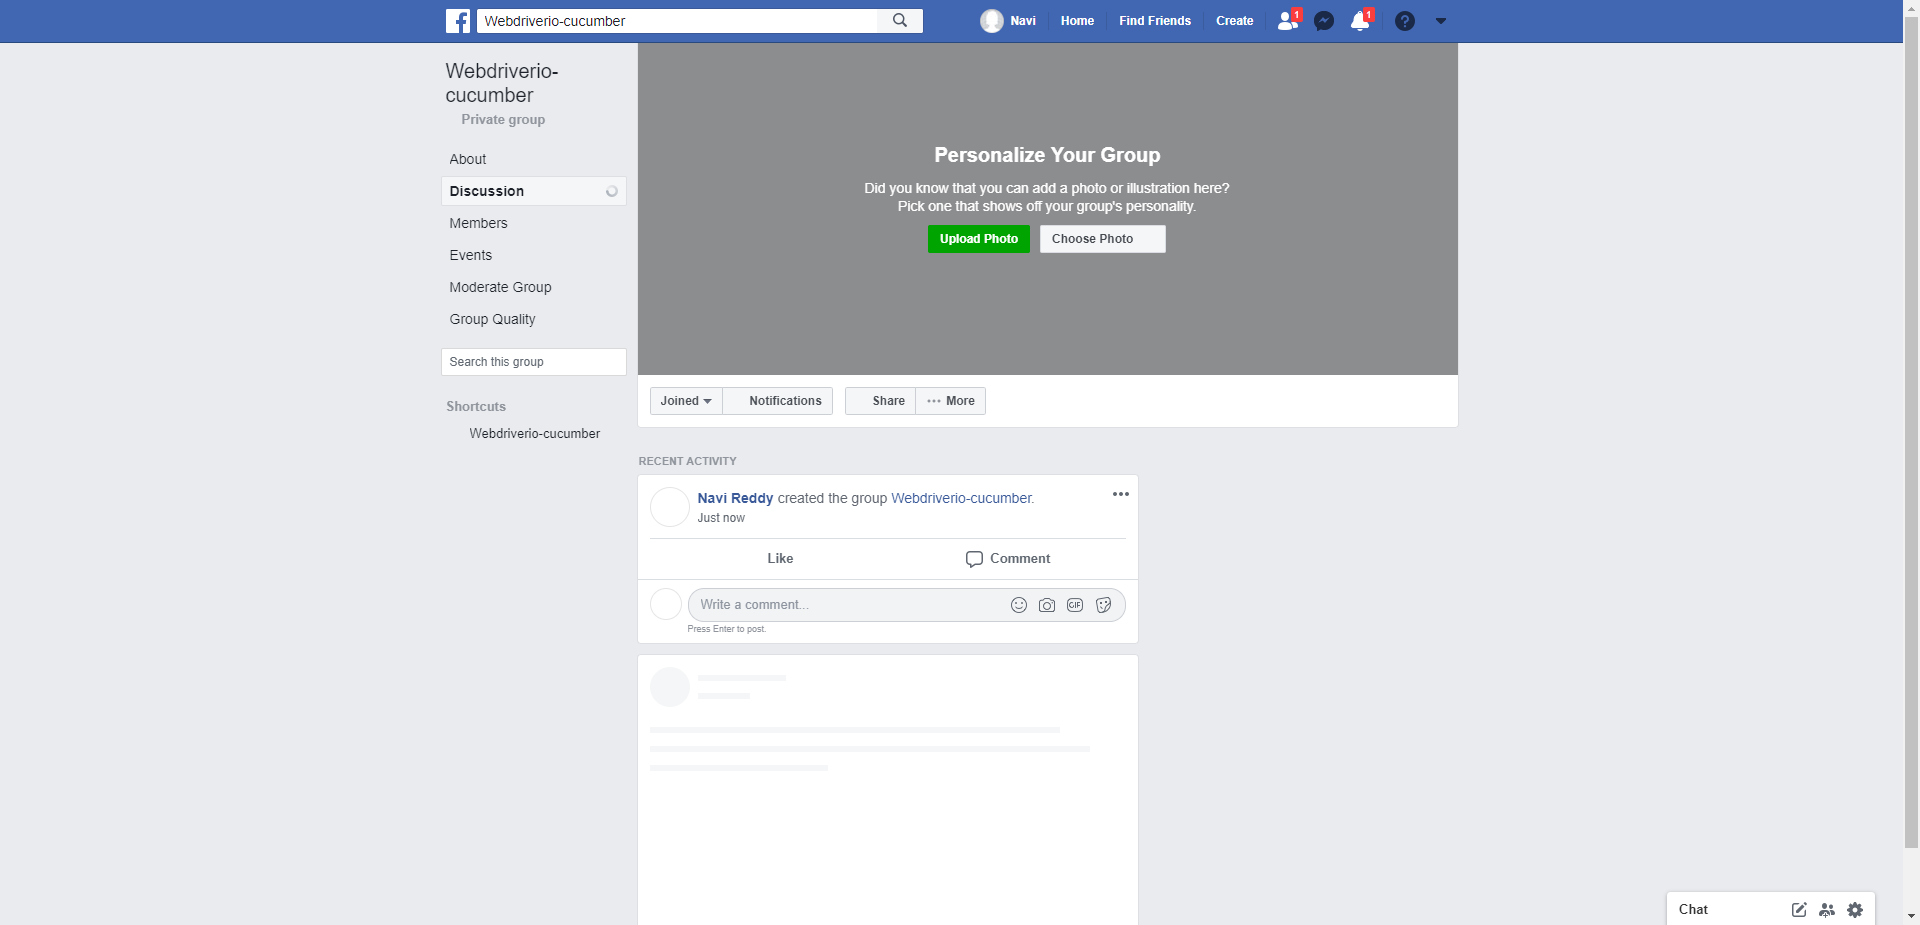 Webdriverio-cucumber
Navi
Home
Find Friends
Create
1
1
Webdriverio-
cucumber
Private group
About
Discussion
Members
Events
Moderate Group
Group Quality
Search this group
Shortcuts
Webdriverio-cucumber
Personalize Your Group
Did you know that you can add a photo or illustration here?
Pick one that shows off your group's personality.
Upload Photo
Choose Photo
Joined
Notifications
Share
More
RECENT ACTIVITY
Navi Reddy created the group Webdriverio-cucumber.
Just now
Like
Comment
Write a comment...
GIF
Press Enter to post.
Chat